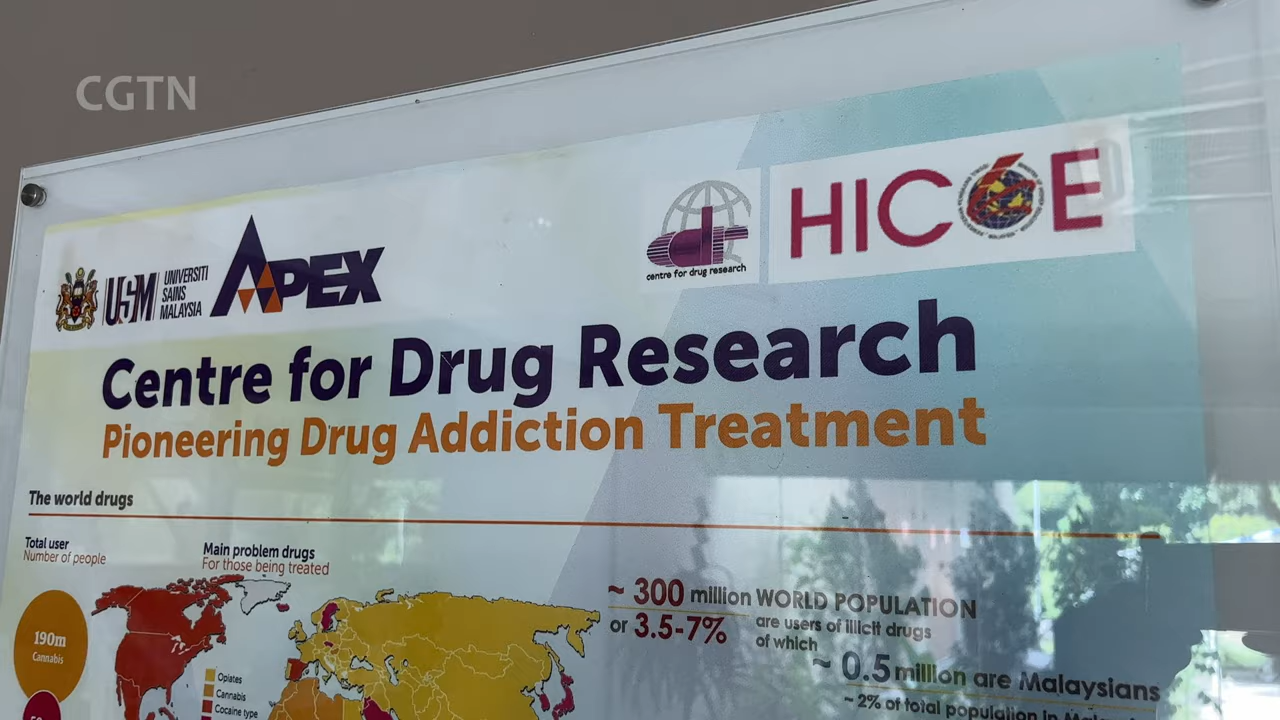 CGTN
USM
UNIVERSITI
SAINS
MALAYSIA
APEX
cdr
centre for drug research
HICOE
Centre for Drug Research
Pioneering Drug Addiction Treatment
The world drugs
Total user
Number of people
Main problem drugs
For those being treated
190m
Cannabis
Opiates
Cannabis
Cocaine type
~ 300 million WORLD POPULATION
or 3.5-7%
are users of illicit drugs
of which
~ 0.5 million are Malaysians
~ 2% of total population in